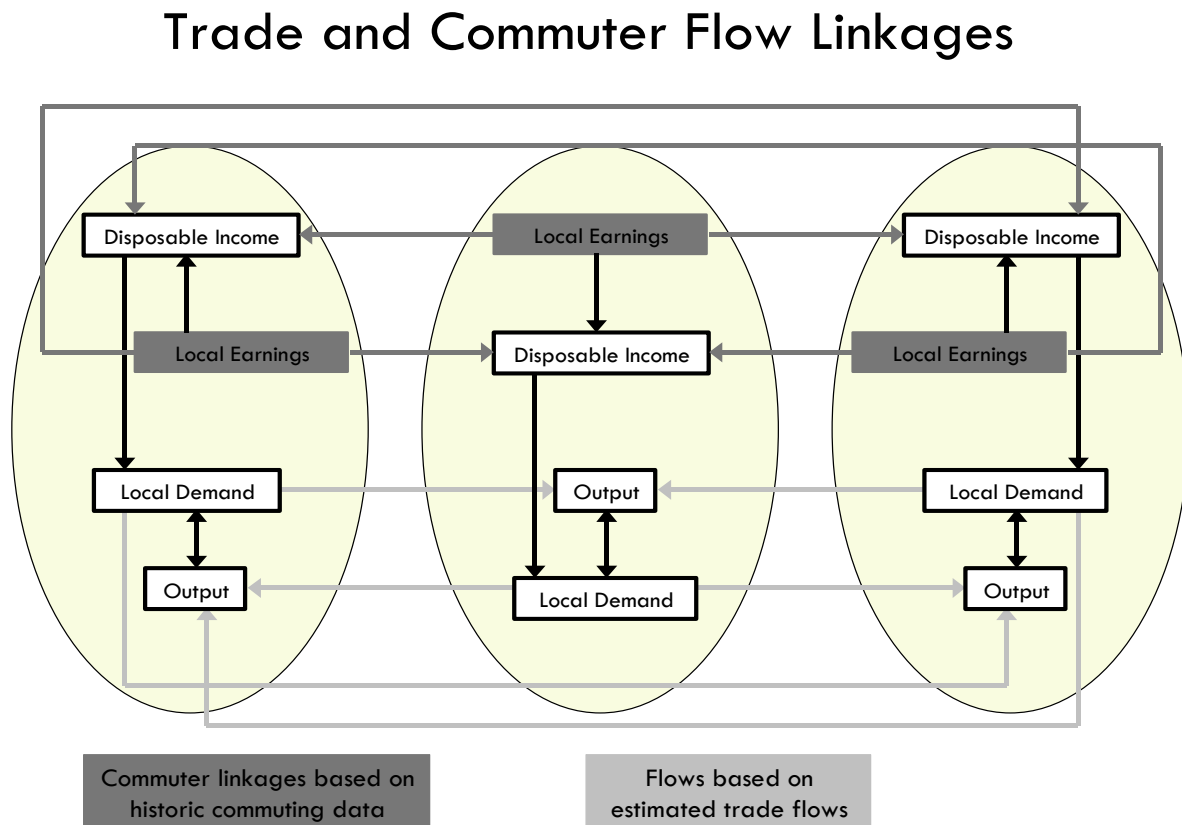 Trade and Commuter Flow Linkages
Disposable Income
Local Earnings
Disposable Income
Local Earnings
Disposable Income
Local Earnings
Local Demand
Output
Local Demand
Output
Local Demand
Output
Commuter linkages based on
historic commuting data
Flows based on
estimated trade flows